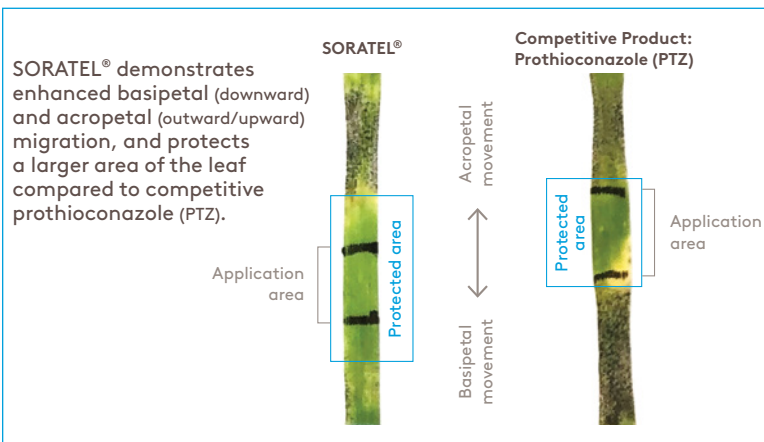 SORATEL® demonstrates
enhanced basipetal (downward)
and acropetal (outward/upward)
migration, and protects
a larger area of the leaf
compared to competitive
prothioconazole (PTZ).
SORATEL®
Application
area
Protected area
Acropetal
movement
Basipetal
movement
Competitive Product:
Prothioconazole (PTZ)
Protected
area
Application
area